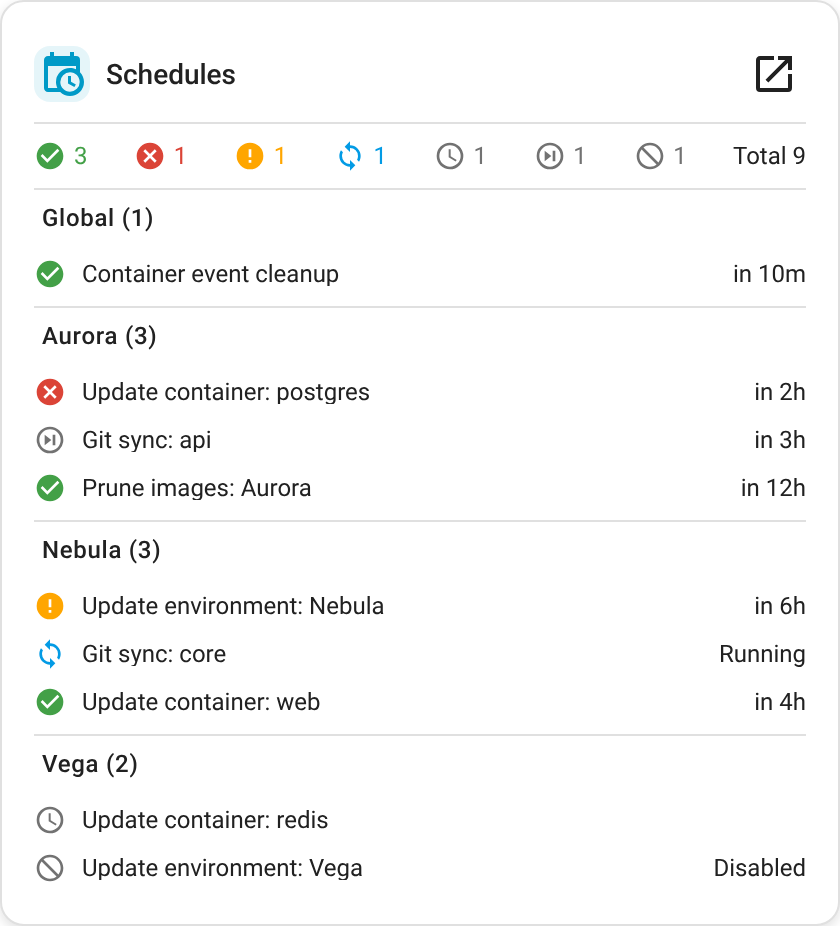 Schedules
3 1 1 1 1 1 1 Total 9
Global (1)
Container event cleanup in 10m
Aurora (3)
Update container: postgres in 2h
Git sync: api in 3h
Prune images: Aurora in 12h
Nebula (3)
Update environment: Nebula in 6h
Git sync: core Running
Update container: web in 4h
Vega (2)
Update container: redis
Update environment: Vega Disabled